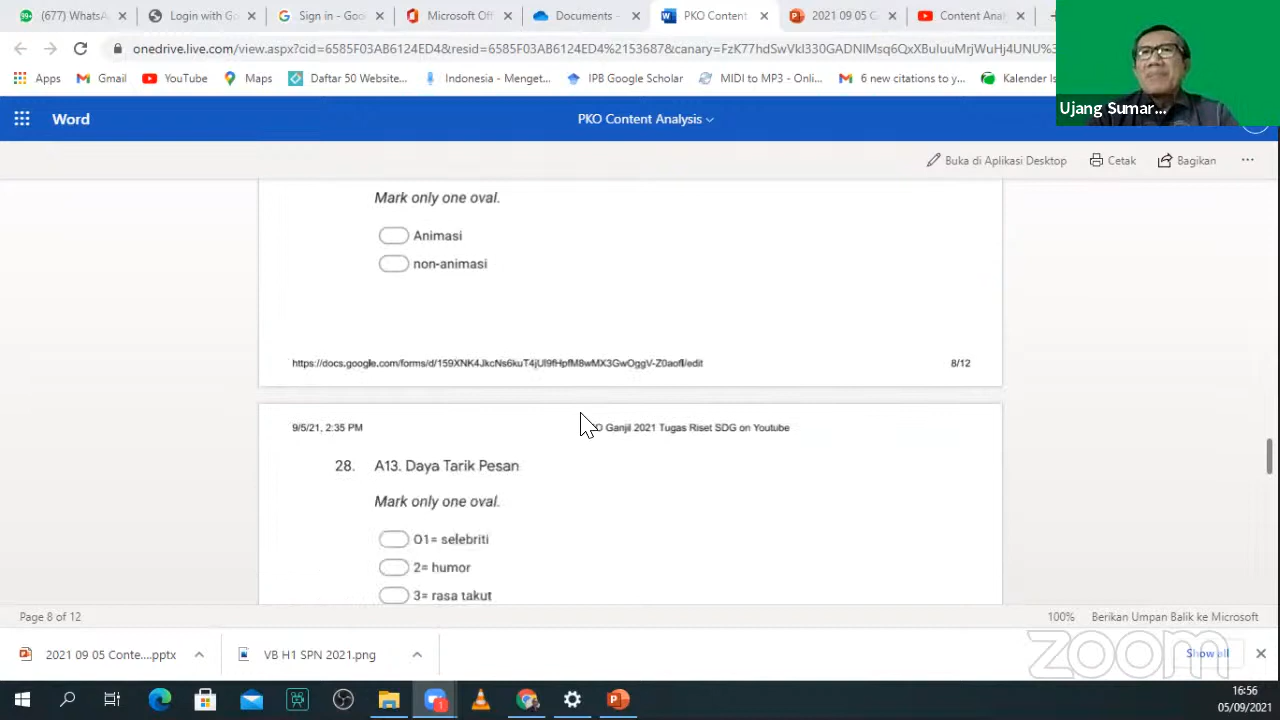 (677) WhatsA
Login with Go
Sign in - Goo
Microsoft Off
Documents -
PKO Content
2021 09 05 C
Content Anal
onedrive.live.com/view.aspx?cid=6585F03AB6124ED4&resid=6585F03AB6124ED4%2153687&canary=
Apps
Gmail
YouTube
Maps
Daftar 50 Website...
Indonesia - Menget...
IPB Google Scholar
MIDI to MP3 - Onli...
6 new citations to y...
Kalender Is
Ujang Sumar...
Word
PKO Content Analysis
Buka di Aplikasi Desktop
Cetak
Bagikan
Mark only one oval.
Animasi
non-animasi
8/12
9/5/21, 2:35 PM
O Ganjil 2021 Tugas Riset SDG on Youtube
28. A13. Daya Tarik Pesan
Mark only one oval.
01= selebriti
2= humor
3= rasa takut
Page 8 of 12
100%
Berikan Umpan Balik ke Microsoft
2021 09 05 Conte....pptx
VB H1 SPN 2021.png
Show all
zoom
16:56
05/09/2021